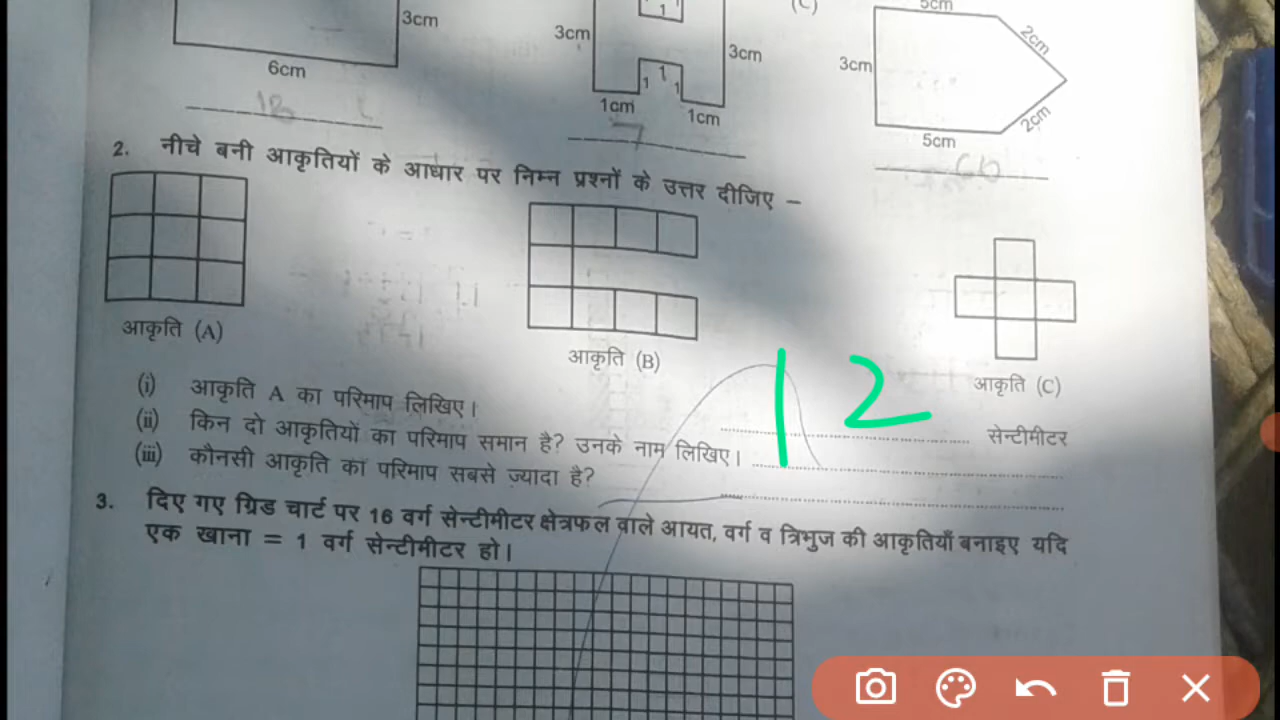 5cm
(C)
3cm
3cm
3cm
3cm
2cm
6cm
1
1
1
1
1cm
1cm
5cm
2cm
18
7
2. नीचे बनी आकृतियों के आधार पर निम्न प्रश्नों के उत्तर दीजिए –
आकृति (A)
आकृति (B)
आकृति (C)
(i) आकृति A का परिमाप लिखिए। 12 सेन्टीमीटर
(ii) किन दो आकृतियों का परिमाप समान है? उनके नाम लिखिए।
(iii) कौनसी आकृति का परिमाप सबसे ज्यादा है?
3. दिए गए ग्रिड चार्ट पर 16 वर्ग सेन्टीमीटर क्षेत्रफल वाले आयत, वर्ग व त्रिभुज की आकृतियाँ बनाइए यदि
एक खाना = 1 वर्ग सेन्टीमीटर हो।